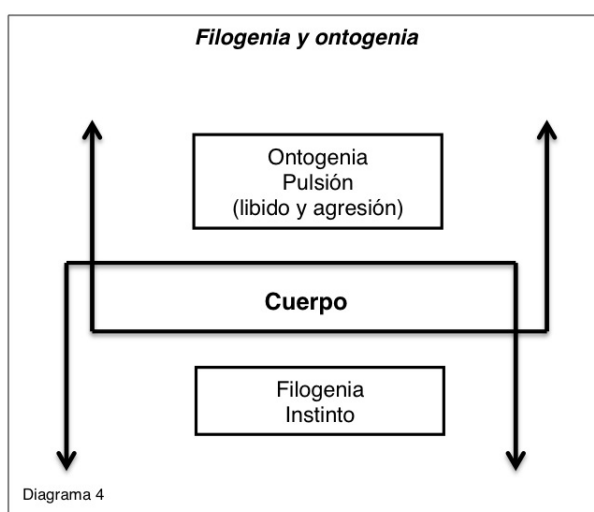 Filogenia y ontogenia
Ontogenia
Pulsión
(libido y agresión)
Cuerpo
Filogenia
Instinto
Diagrama 4